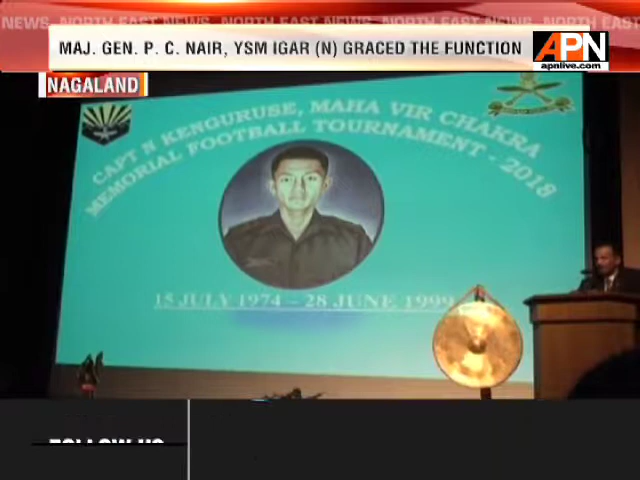 NEWS, NORTH EAST NEWS, NORTH EAST NEWS, NORTH EAST NEWS, NORTH EAST
MAJ. GEN. P. C. NAIR, YSM IGAR (N) GRACED THE FUNCTION
APN
apnlive.com
NAGALAND
CAPT N KENGURUSE, MAHA VIR CHAKRA
MEMORIAL FOOTBALL TOURNAMENT - 2018
15 JULY 1974 – 28 JUNE 1999
FOLLOW US